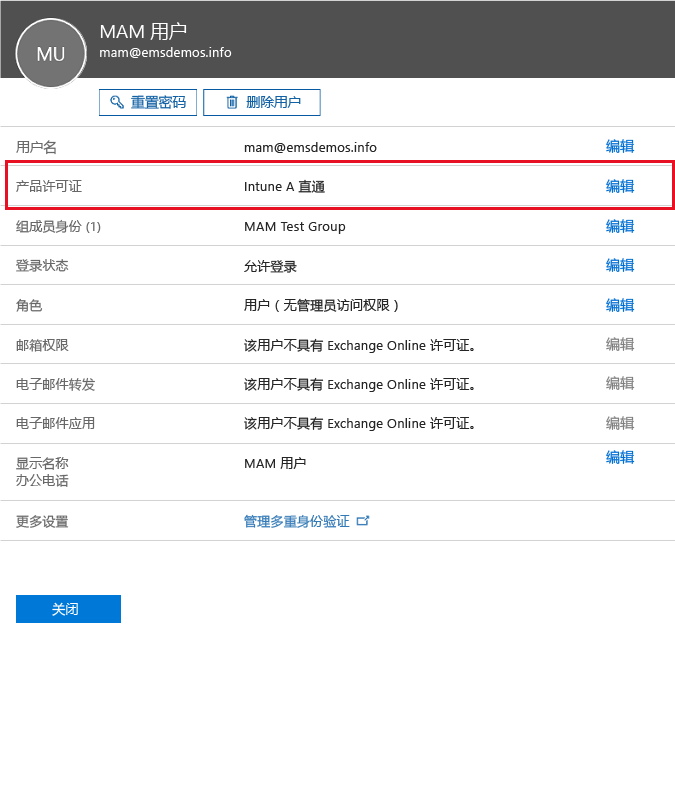 MU
MAM 用户
mam@emsdemos.info
重置密码 删除用户
用户名 mam@emsdemos.info 编辑
产品许可证 Intune A 直通 编辑
组成员身份 (1) MAM Test Group 编辑
登录状态 允许登录 编辑
角色 用户（无管理员访问权限） 编辑
邮箱权限 该用户不具有 Exchange Online 许可证。 编辑
电子邮件转发 该用户不具有 Exchange Online 许可证。 编辑
电子邮件应用 该用户不具有 Exchange Online 许可证。 编辑
显示名称 MAM 用户 编辑
办公电话
更多设置 管理多重身份验证
关闭